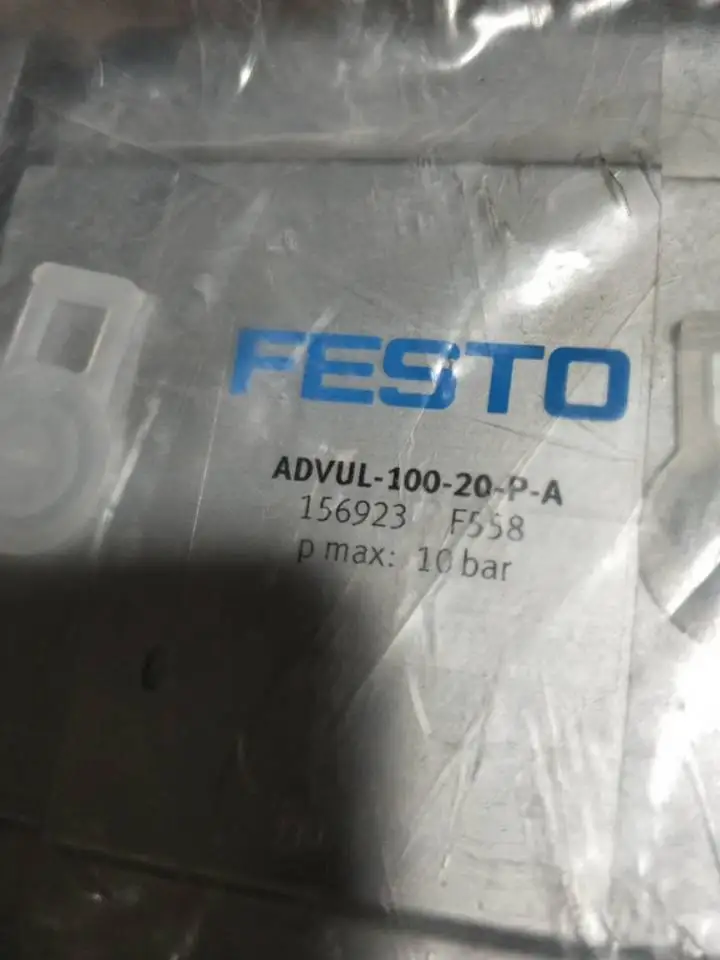 FESTO
ADVUL-100-20-P-A
156923 F558
p max: 10 bar